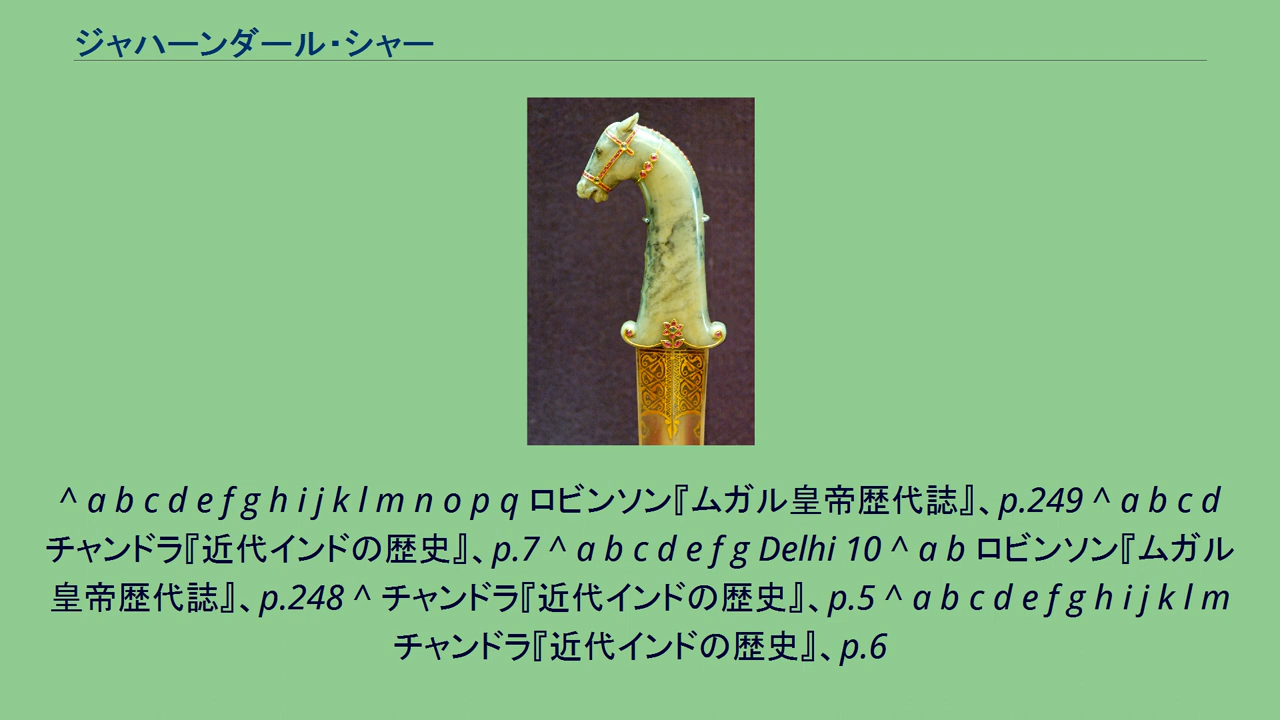 ジャハーンダール・シャー
^ a b c d e f g h i j k l m n o p q ロビンソン『ムガル皇帝歴代誌』、p.249 ^ a b c d
チャンドラ『近代インドの歴史』、p.7 ^ a b c d e f g Delhi 10 ^ a b ロビンソン『ムガル
皇帝歴代誌』、p.248 ^ チャンドラ『近代インドの歴史』、p.5 ^ a b c d e f g h i j k l m
チャンドラ『近代インドの歴史』、p.6